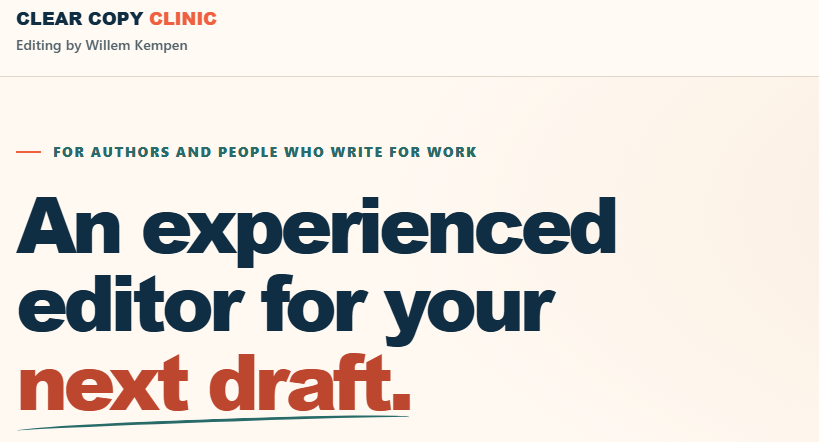 CLEAR COPY CLINIC
Editing by Willem Kempen
FOR AUTHORS AND PEOPLE WHO WRITE FOR WORK
An experienced
editor for your
next draft.